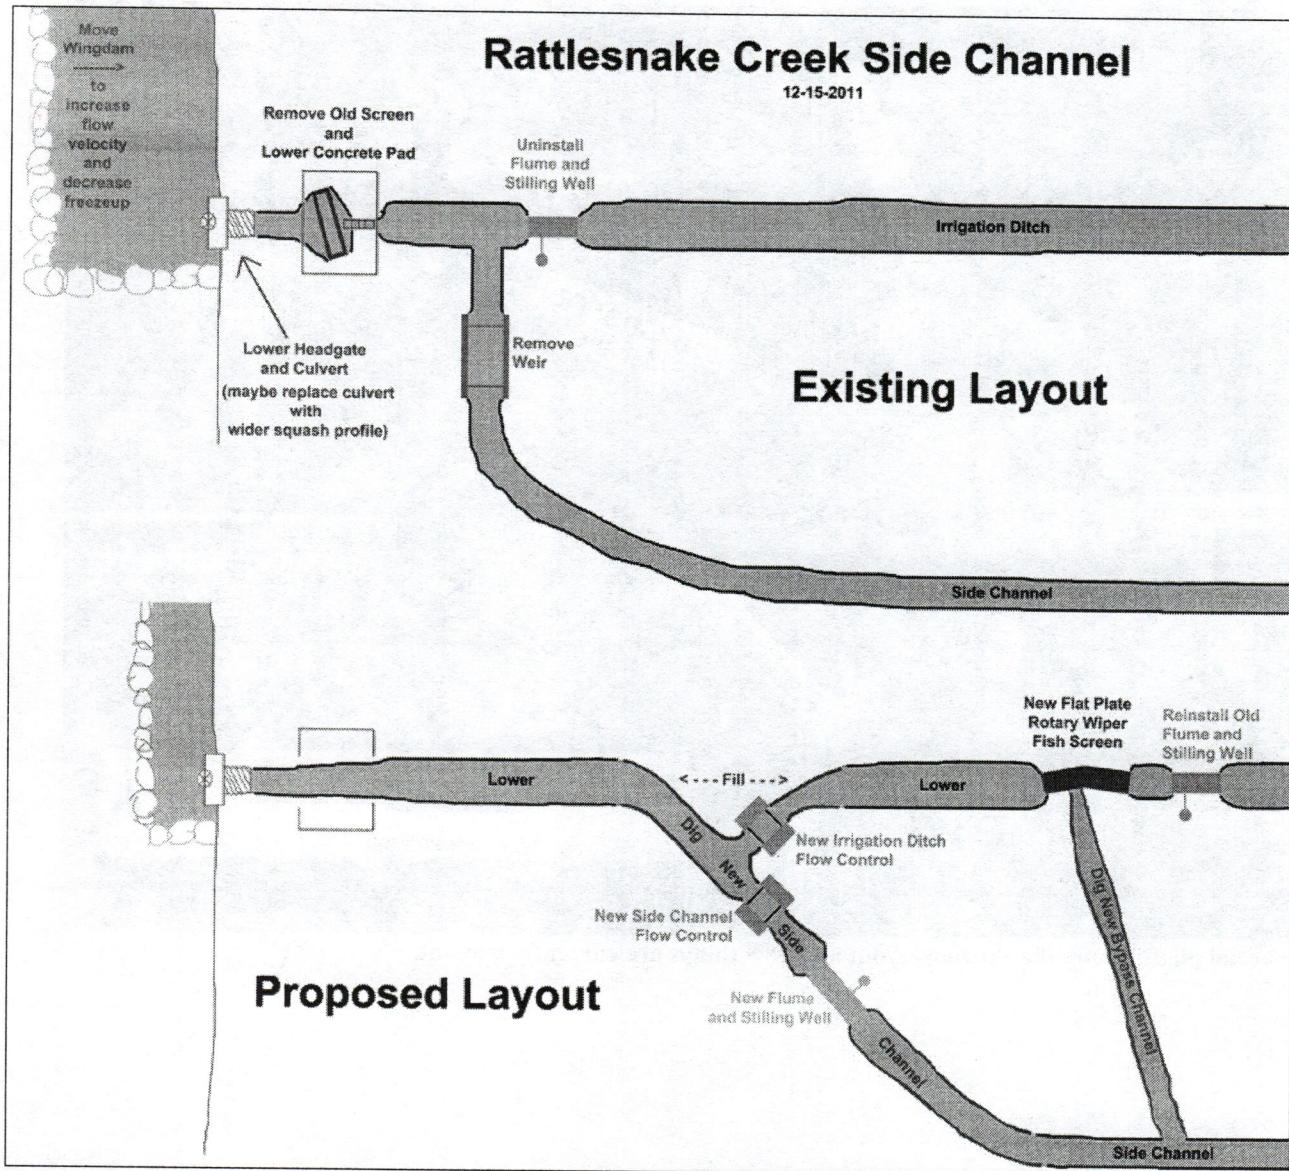 Rattlesnake Creek Side Channel
12-15-2011
Move
Wingdam
to
increase
flow
velocity
and
decrease
freezeup
Remove Old Screen
and
Lower Concrete Pad
Uninstall
Flume and
Stilling Well
Irrigation Ditch
Lower Headgate
and Culvert
(maybe replace culvert
with
wider squash profile)
Remove
Weir
Existing Layout
Side Channel
New Flat Plate
Rotary Wiper
Fish Screen
Reinstall Old
Flume and
Stilling Well
Lower
<---Fill--->
Lower
Dig
New
Side
Channel
New Irrigation Ditch
Flow Control
New Side Channel
Flow Control
Dig New Bypass Channel
New Flume
and Stilling Well
Proposed Layout
Side Channel